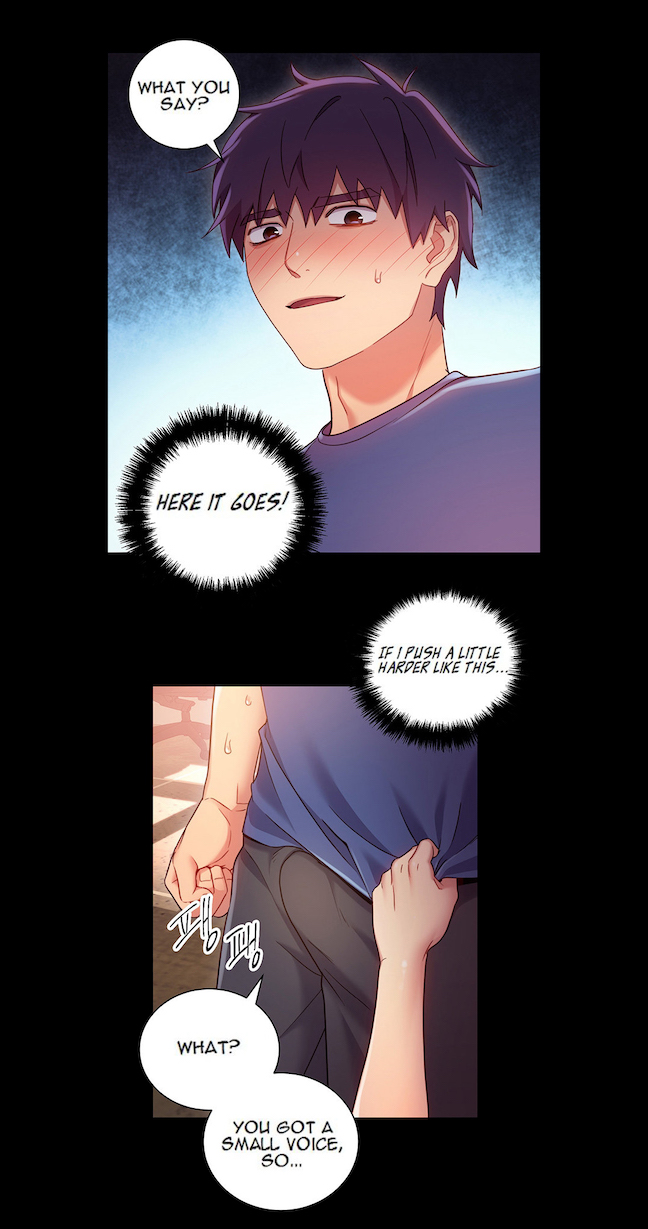 WHAT YOU
SAY?
HERE IT GOES!
IF I PUSH A LITTLE
HARDER LIKE THIS...
팽 팽
WHAT?
YOU GOT A
SMALL VOICE,
SO...